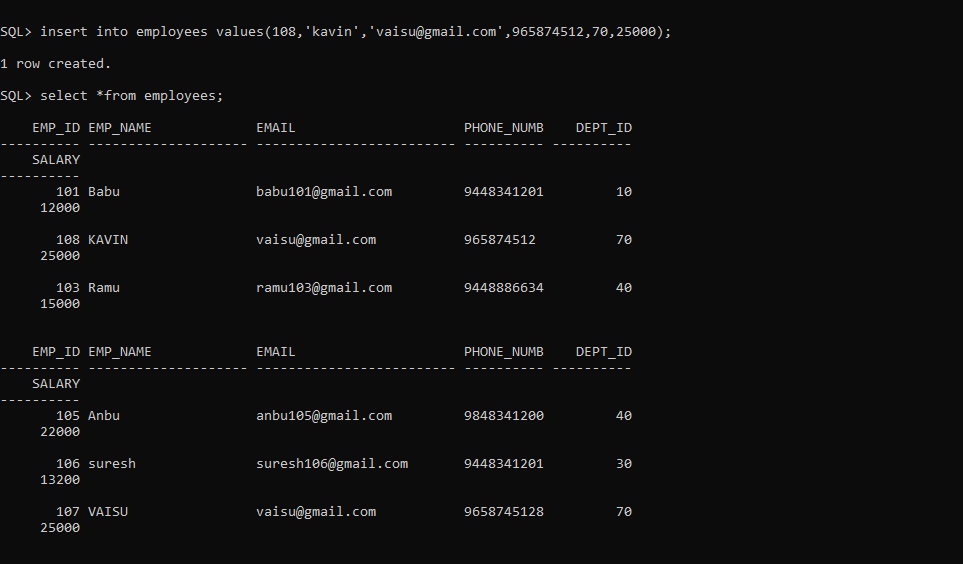 SQL> insert into employees values(108,'kavin','vaisu@gmail.com',965874512,70,25000);
1 row created.
SQL> select *from employees;
EMP_ID EMP_NAME EMAIL PHONE_NUMB DEPT_ID
---------- -------------------- ------------------------- ---------- ----------
SALARY
----------
101 Babu babu101@gmail.com 9448341201 10
12000
108 KAVIN vaisu@gmail.com 965874512 70
25000
103 Ramu ramu103@gmail.com 9448886634 40
15000
EMP_ID EMP_NAME EMAIL PHONE_NUMB DEPT_ID
---------- -------------------- ------------------------- ---------- ----------
SALARY
----------
105 Anbu anbu105@gmail.com 9848341200 40
22000
106 suresh suresh106@gmail.com 9448341201 30
13200
107 VAISU vaisu@gmail.com 9658745128 70
25000